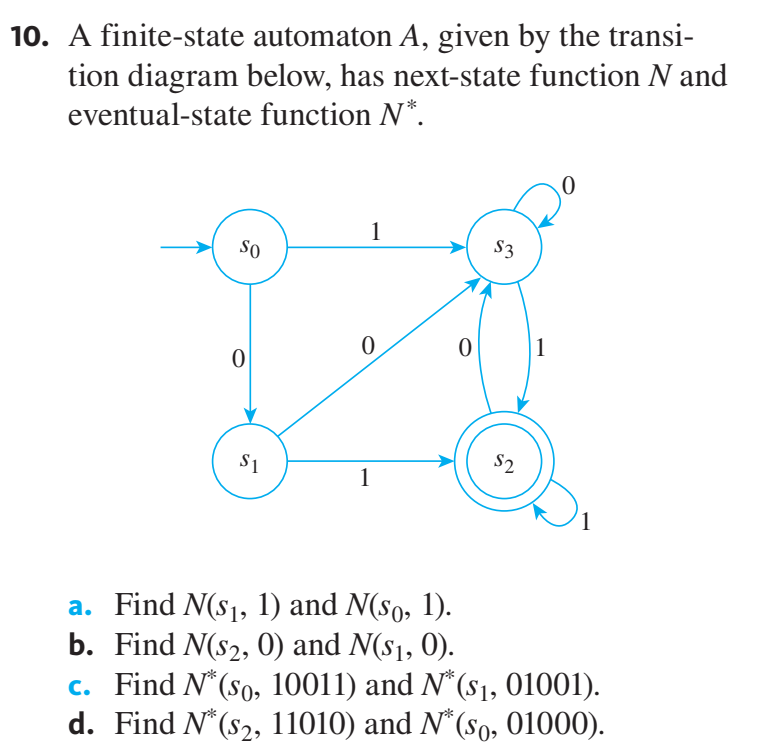 10. A finite-state automaton A, given by the transi-
tion diagram below, has next-state function N and
eventual-state function N*.
0
s0 1 s3
0 0 0 1
s1 1 s2
1
a. Find N(s1, 1) and N(s0, 1).
b. Find N(s2, 0) and N(s1, 0).
c. Find N*(s0, 10011) and N*(s1, 01001).
d. Find N*(s2, 11010) and N*(s0, 01000).